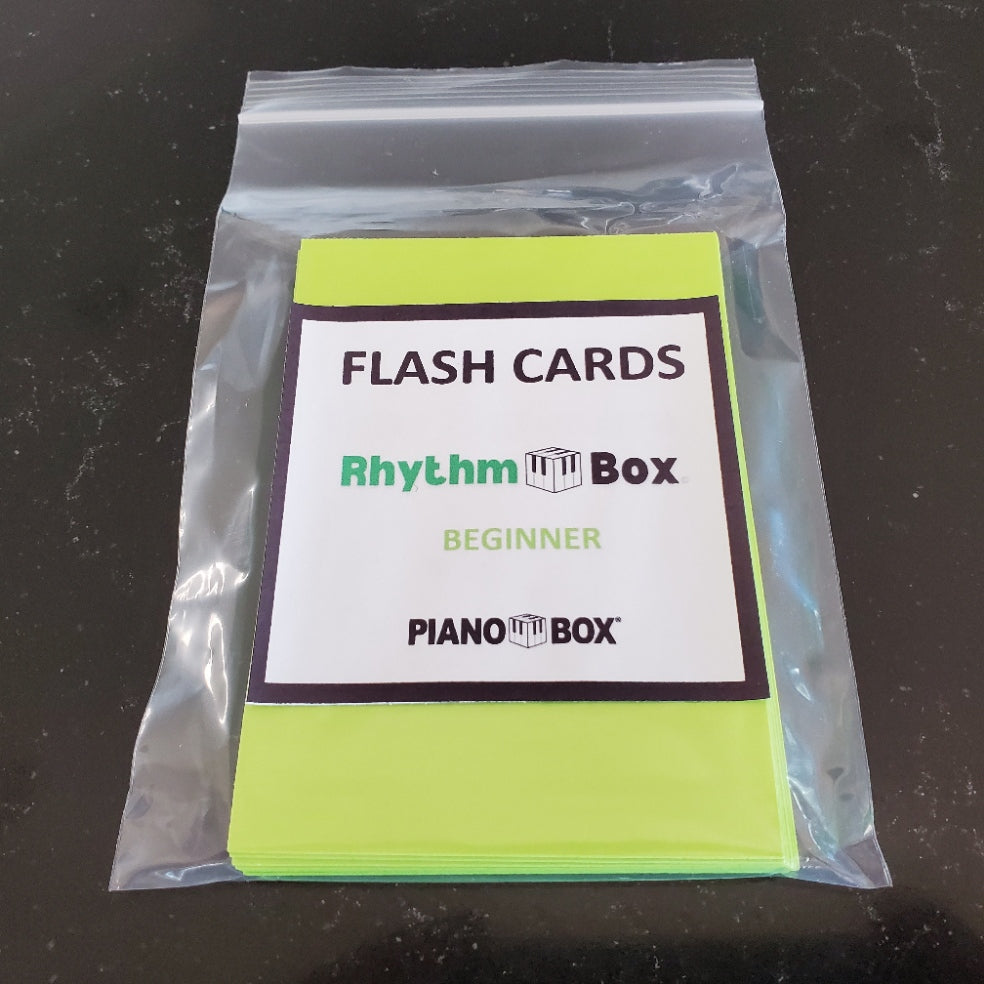 FLASH CARDS
Rhythm Box
BEGINNER
PIANO BOX®